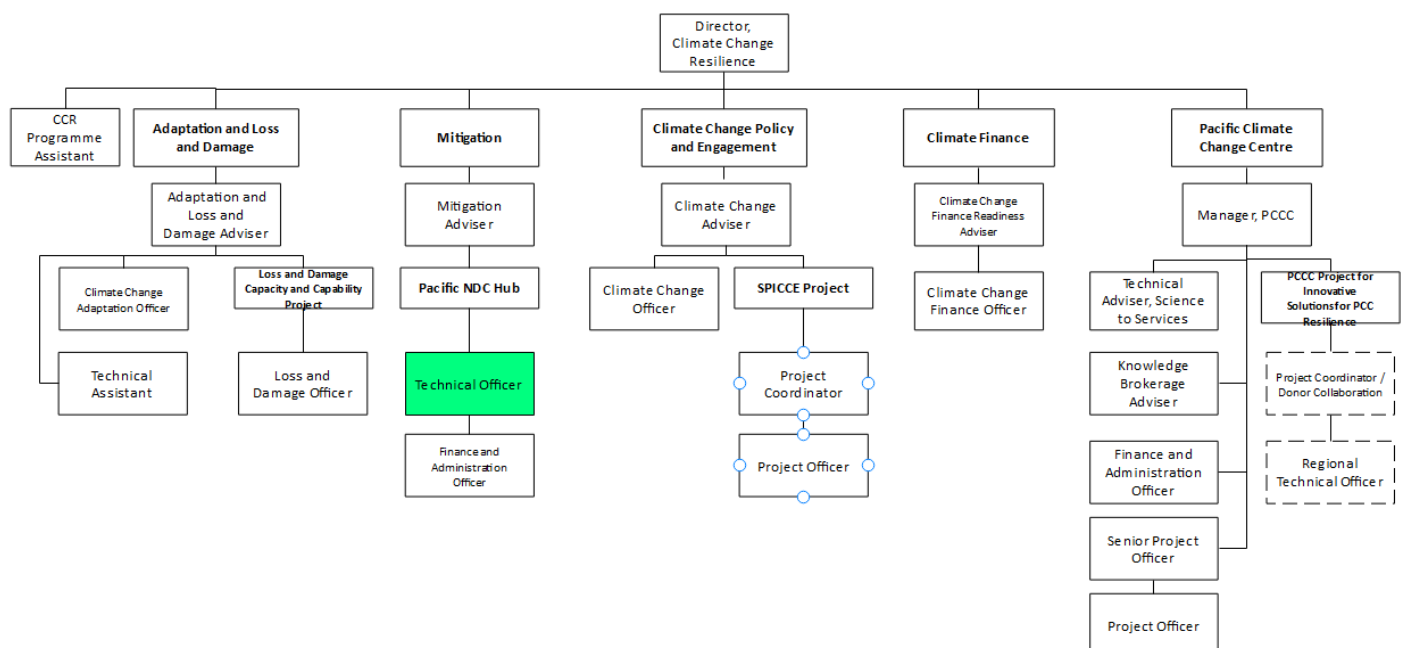 Director,
Climate Change
Resilience
CCR
Programme
Assistant
Adaptation and Loss
and Damage
Mitigation
Climate Change Policy
and Engagement
Climate Finance
Pacific Climate
Change Centre
Adaptation and
Loss and
Damage Adviser
Mitigation
Adviser
Climate Change
Adviser
Climate Change
Finance Readiness
Adviser
Manager, PCCC
Climate Change
Adaptation Officer
Loss and Damage
Capacity and Capability
Project
Pacific NDC Hub
Climate Change
Officer
SPICCE Project
Climate Change
Finance Officer
Technical
Adviser, Science
to Services
PCCC Project for
Innovative
Solutionsfor PCC
Resilience
Technical
Assistant
Loss and
Damage Officer
Technical Officer
Project
Coordinator
Knowledge
Brokerage
Adviser
Project Coordinator /
Donor Collaboration
Finance and
Administration
Officer
Project Officer
Finance and
Administration
Officer
Regional
Technical Officer
Senior Project
Officer
Project Officer